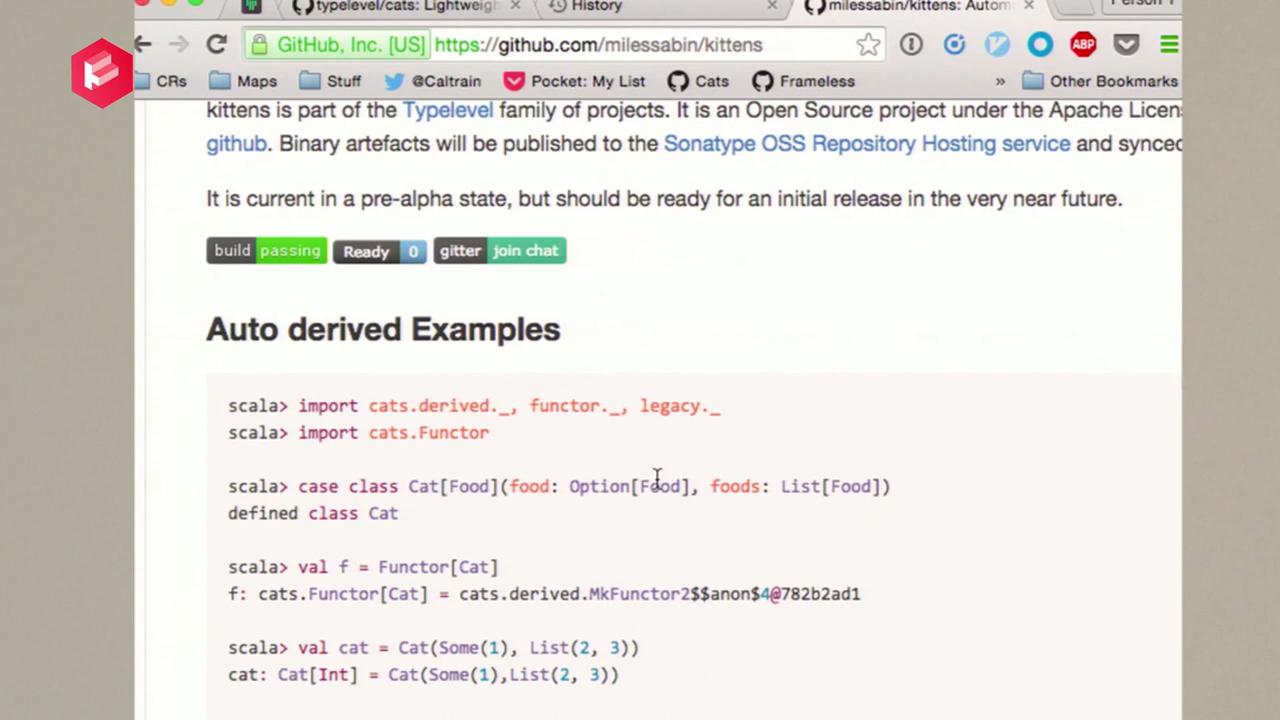 typelevel/cats: Lightweigh
History
milessabin/kittens: Autom
GitHub, Inc. [US] https://github.com/milessabin/kittens
ABP
CRs Maps Stuff @Caltrain Pocket: My List Cats Frameless » Other Bookmarks
kittens is part of the Typelevel family of projects. It is an Open Source project under the Apache Licens
github. Binary artefacts will be published to the Sonatype OSS Repository Hosting service and synced
It is current in a pre-alpha state, but should be ready for an initial release in the very near future.
build passing Ready 0 gitter join chat
Auto derived Examples
scala> import cats.derived._, functor._, legacy._
scala> import cats.Functor
scala> case class Cat[Food](food: Option[Food], foods: List[Food])
defined class Cat
scala> val f = Functor[Cat]
f: cats.Functor[Cat] = cats.derived.MkFunctor2$$anon$4@782b2ad1
scala> val cat = Cat(Some(1), List(2, 3))
cat: Cat[Int] = Cat(Some(1),List(2, 3))